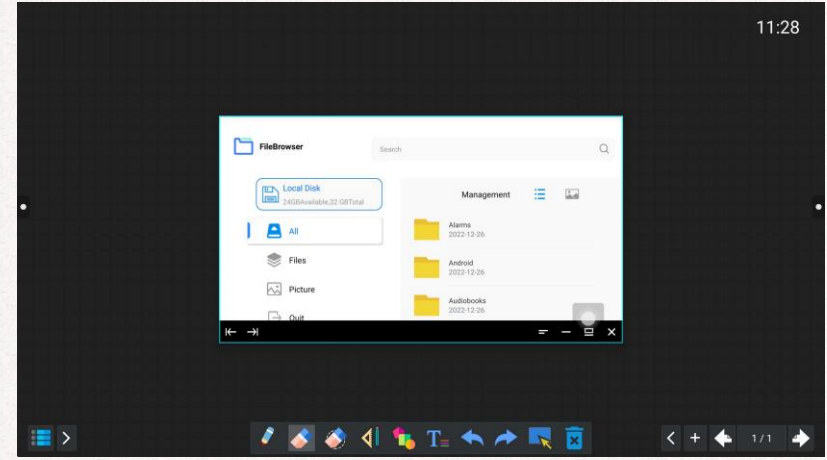 11:28
FileBrowser
Search
Local Disk
24GBAvailable,32 GBTotal
Management
All
Alarms
2022-12-26
Files
Android
2022-12-26
Picture
Audiobooks
2022-12-26
Quit
T
1/1